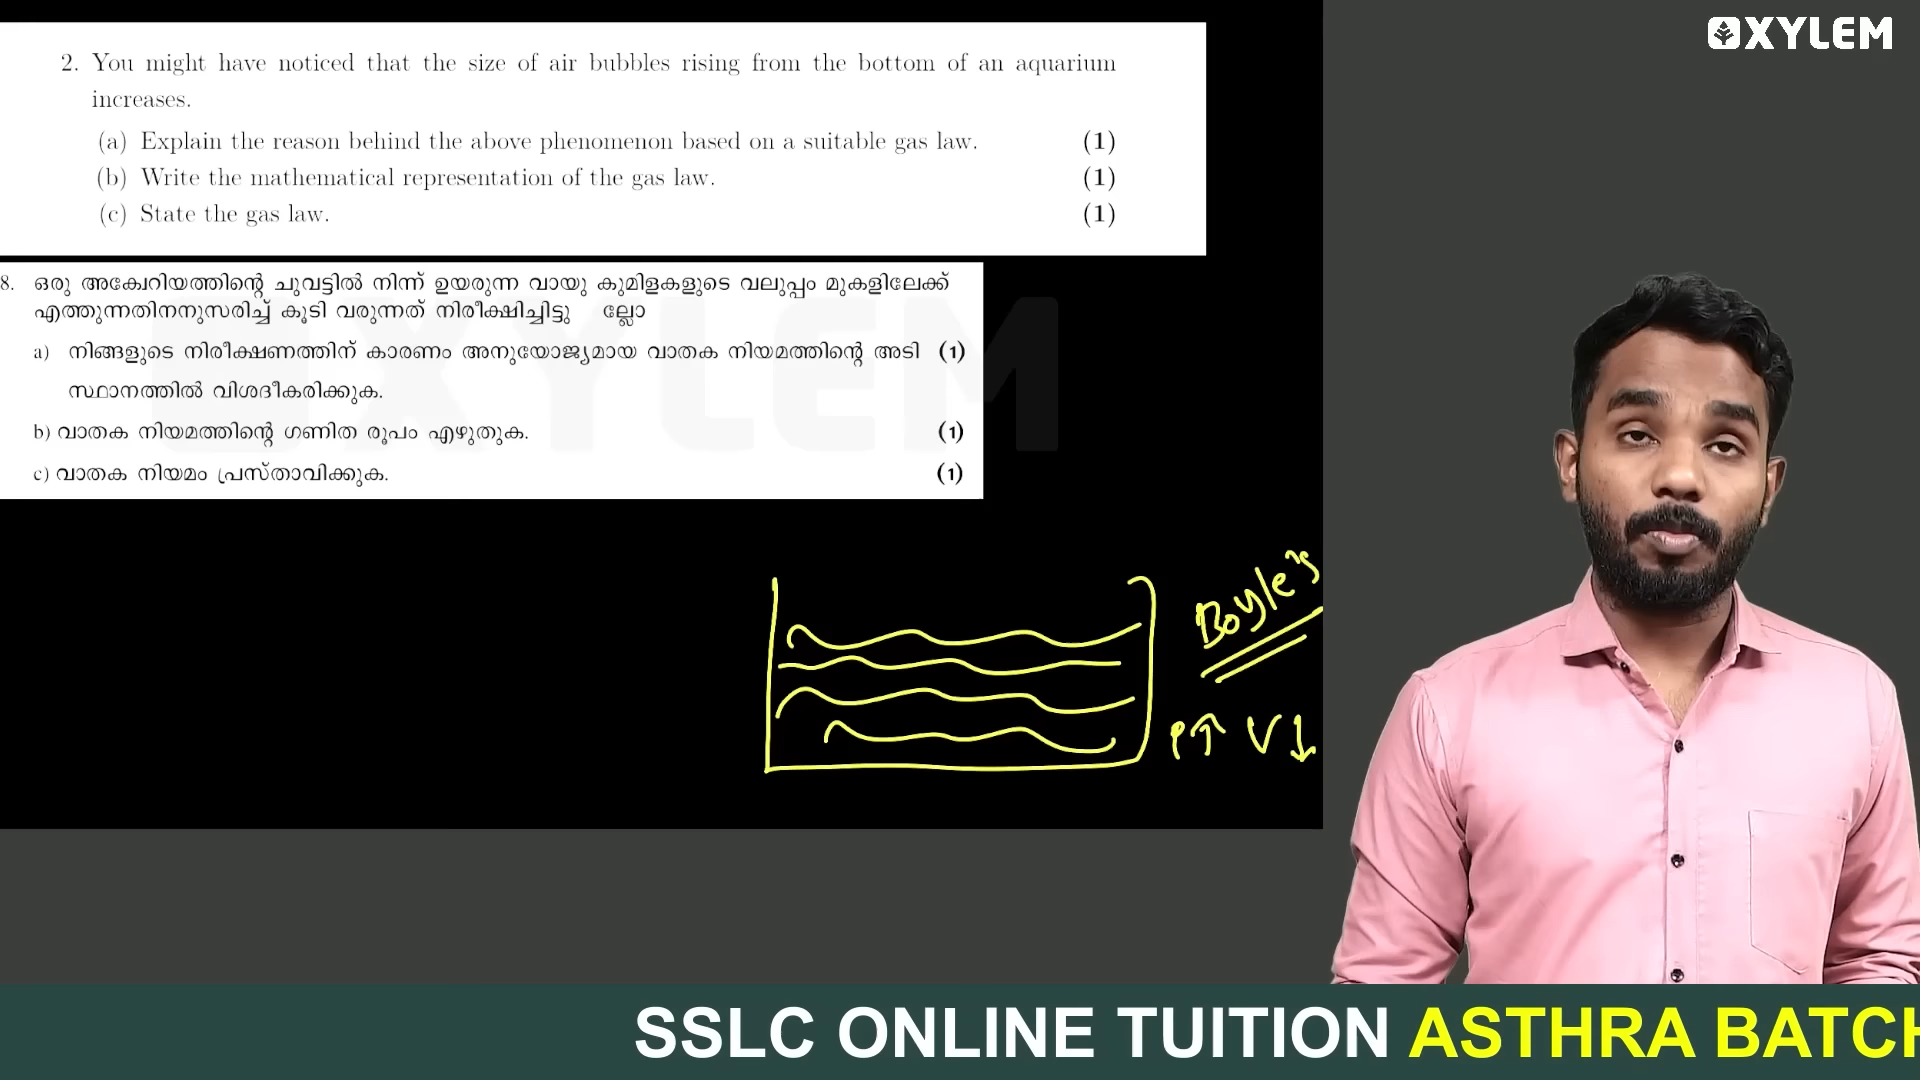 XYLEM
2. You might have noticed that the size of air bubbles rising from the bottom of an aquarium
increases.
(a) Explain the reason behind the above phenomenon based on a suitable gas law. (1)
(b) Write the mathematical representation of the gas law. (1)
(c) State the gas law. (1)
8. ഒരു അക്വേറിയത്തിന്റെ ചുവട്ടിൽ നിന്ന് ഉയരുന്ന വായു കുമിളകളുടെ വലുപ്പം മുകളിലേക്ക്
എത്തുന്നതിനനുസരിച്ച് കൂടി വരുന്നത് നിരീക്ഷിച്ചിട്ടു ല്ലോ
a) നിങ്ങളുടെ നിരീക്ഷണത്തിന് കാരണം അനുയോജ്യമായ വാതക നിയമത്തിന്റെ അടി (1)
സ്ഥാനത്തിൽ വിശദീകരിക്കുക.
b) വാതക നിയമത്തിന്റെ ഗണിത രൂപം എഴുതുക. (1)
c) വാതക നിയമം പ്രസ്താവിക്കുക. (1)
XYLEM
Boyle's
P↑ V↓
SSLC ONLINE TUITION ASTHRA BATCH